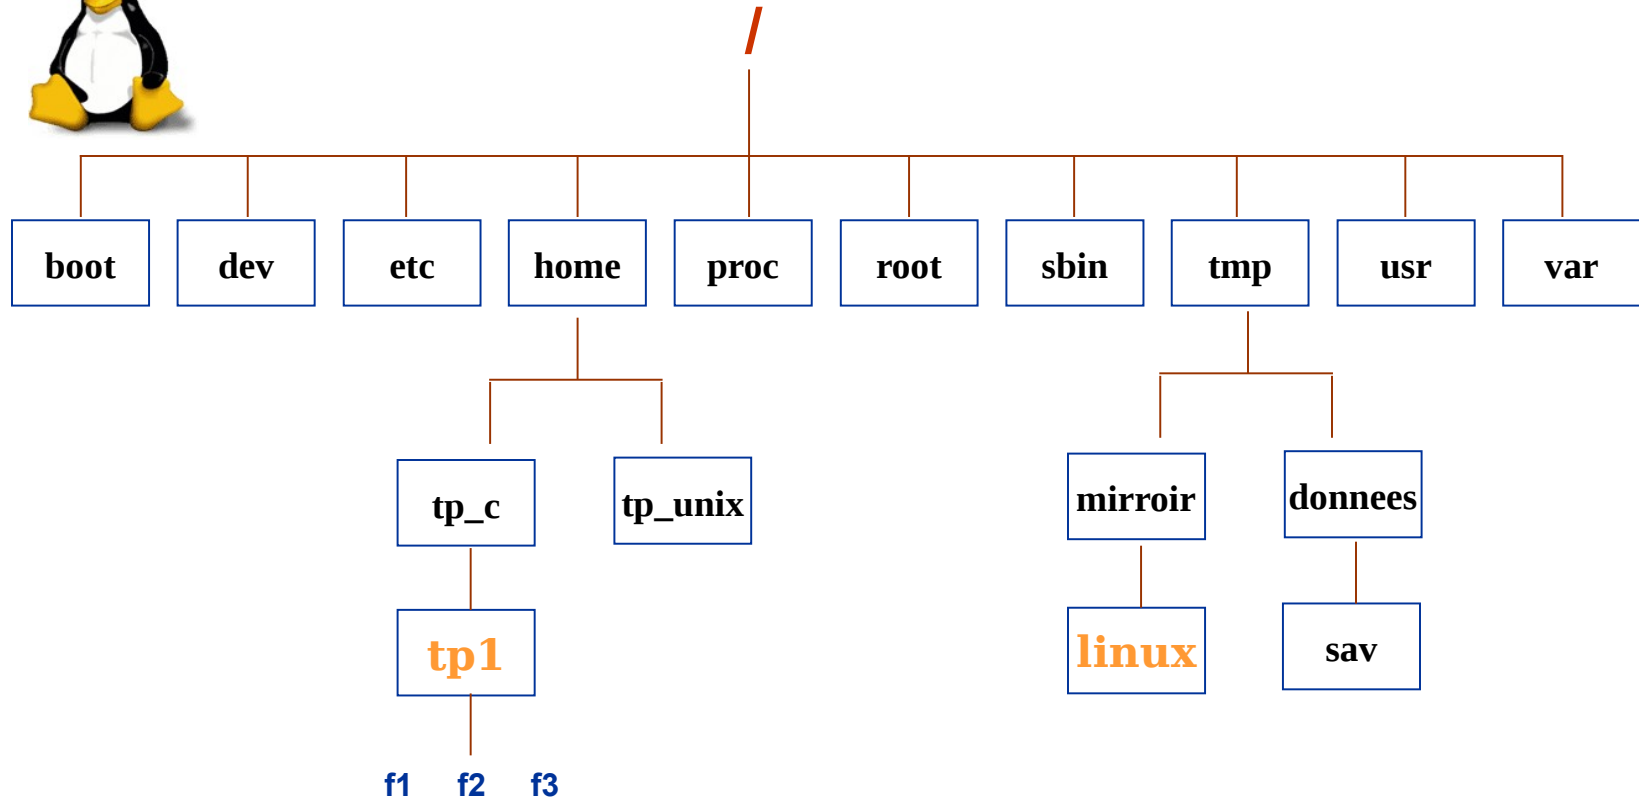 /
boot dev etc home proc root sbin tmp usr var
tp_c tp_unix mirroir donnees
tp1 linux sav
f1 f2 f3